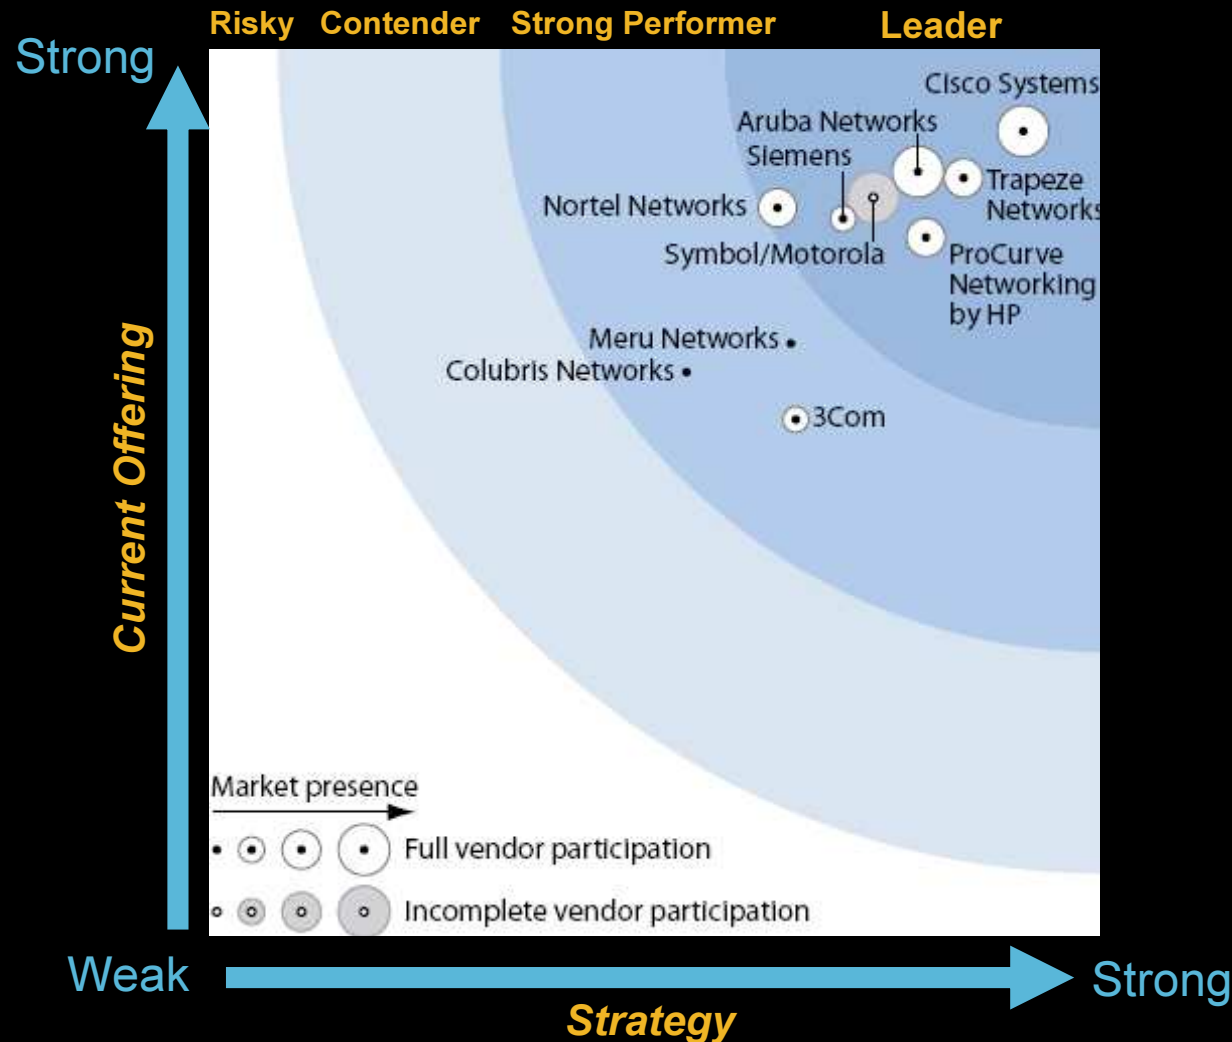 Risky Contender Strong Performer Leader
Strong
Cisco Systems
Aruba Networks
Siemens
Trapeze
Networks
Nortel Networks
Symbol/Motorola
ProCurve
Networking
by HP
Meru Networks
Colubris Networks
3Com
Current Offering
Market presence
Full vendor participation
Incomplete vendor participation
Weak
Strong
Strategy